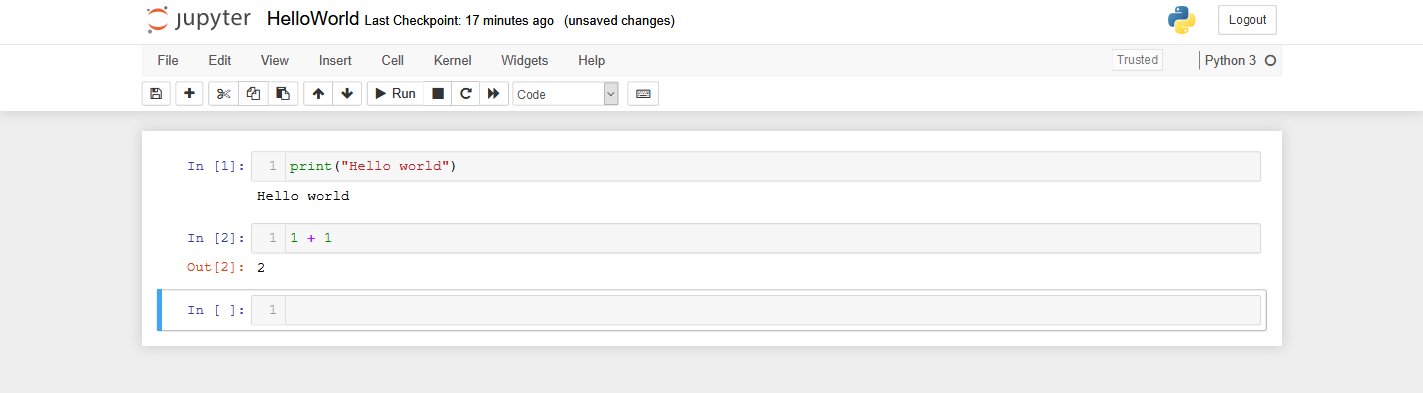 jupyter HelloWorld Last Checkpoint: 17 minutes ago (unsaved changes) Logout
File Edit View Insert Cell Kernel Widgets Help Trusted Python 3
Run Code
In [1]: 1 print("Hello world")
Hello world
In [2]: 1 1 + 1
Out[2]: 2
In [ ]: 1